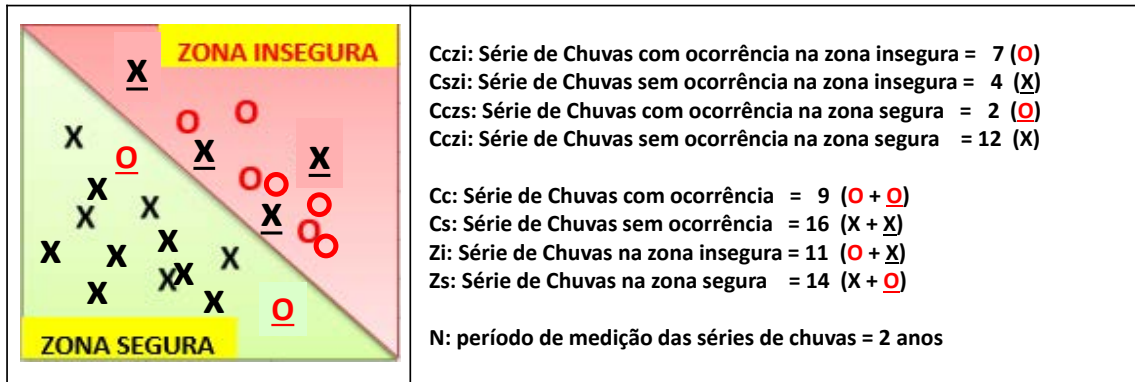 ZONA INSEGURA
X
O
O
X
X
X
O
O
X
O
O
X
X
X
O
O
X
X
X
X
X
X
X
X
X
O
ZONA SEGURA
Cczi: Série de Chuvas com ocorrência na zona insegura = 7 (O)
Cszi: Série de Chuvas sem ocorrência na zona insegura = 4 (X)
Cczs: Série de Chuvas com ocorrência na zona segura = 2 (O)
Cczi: Série de Chuvas sem ocorrência na zona segura = 12 (X)
Cc: Série de Chuvas com ocorrência = 9 (O + O)
Cs: Série de Chuvas sem ocorrência = 16 (X + X)
Zi: Série de Chuvas na zona insegura = 11 (O + X)
Zs: Série de Chuvas na zona segura = 14 (X + O)
N: período de medição das séries de chuvas = 2 anos